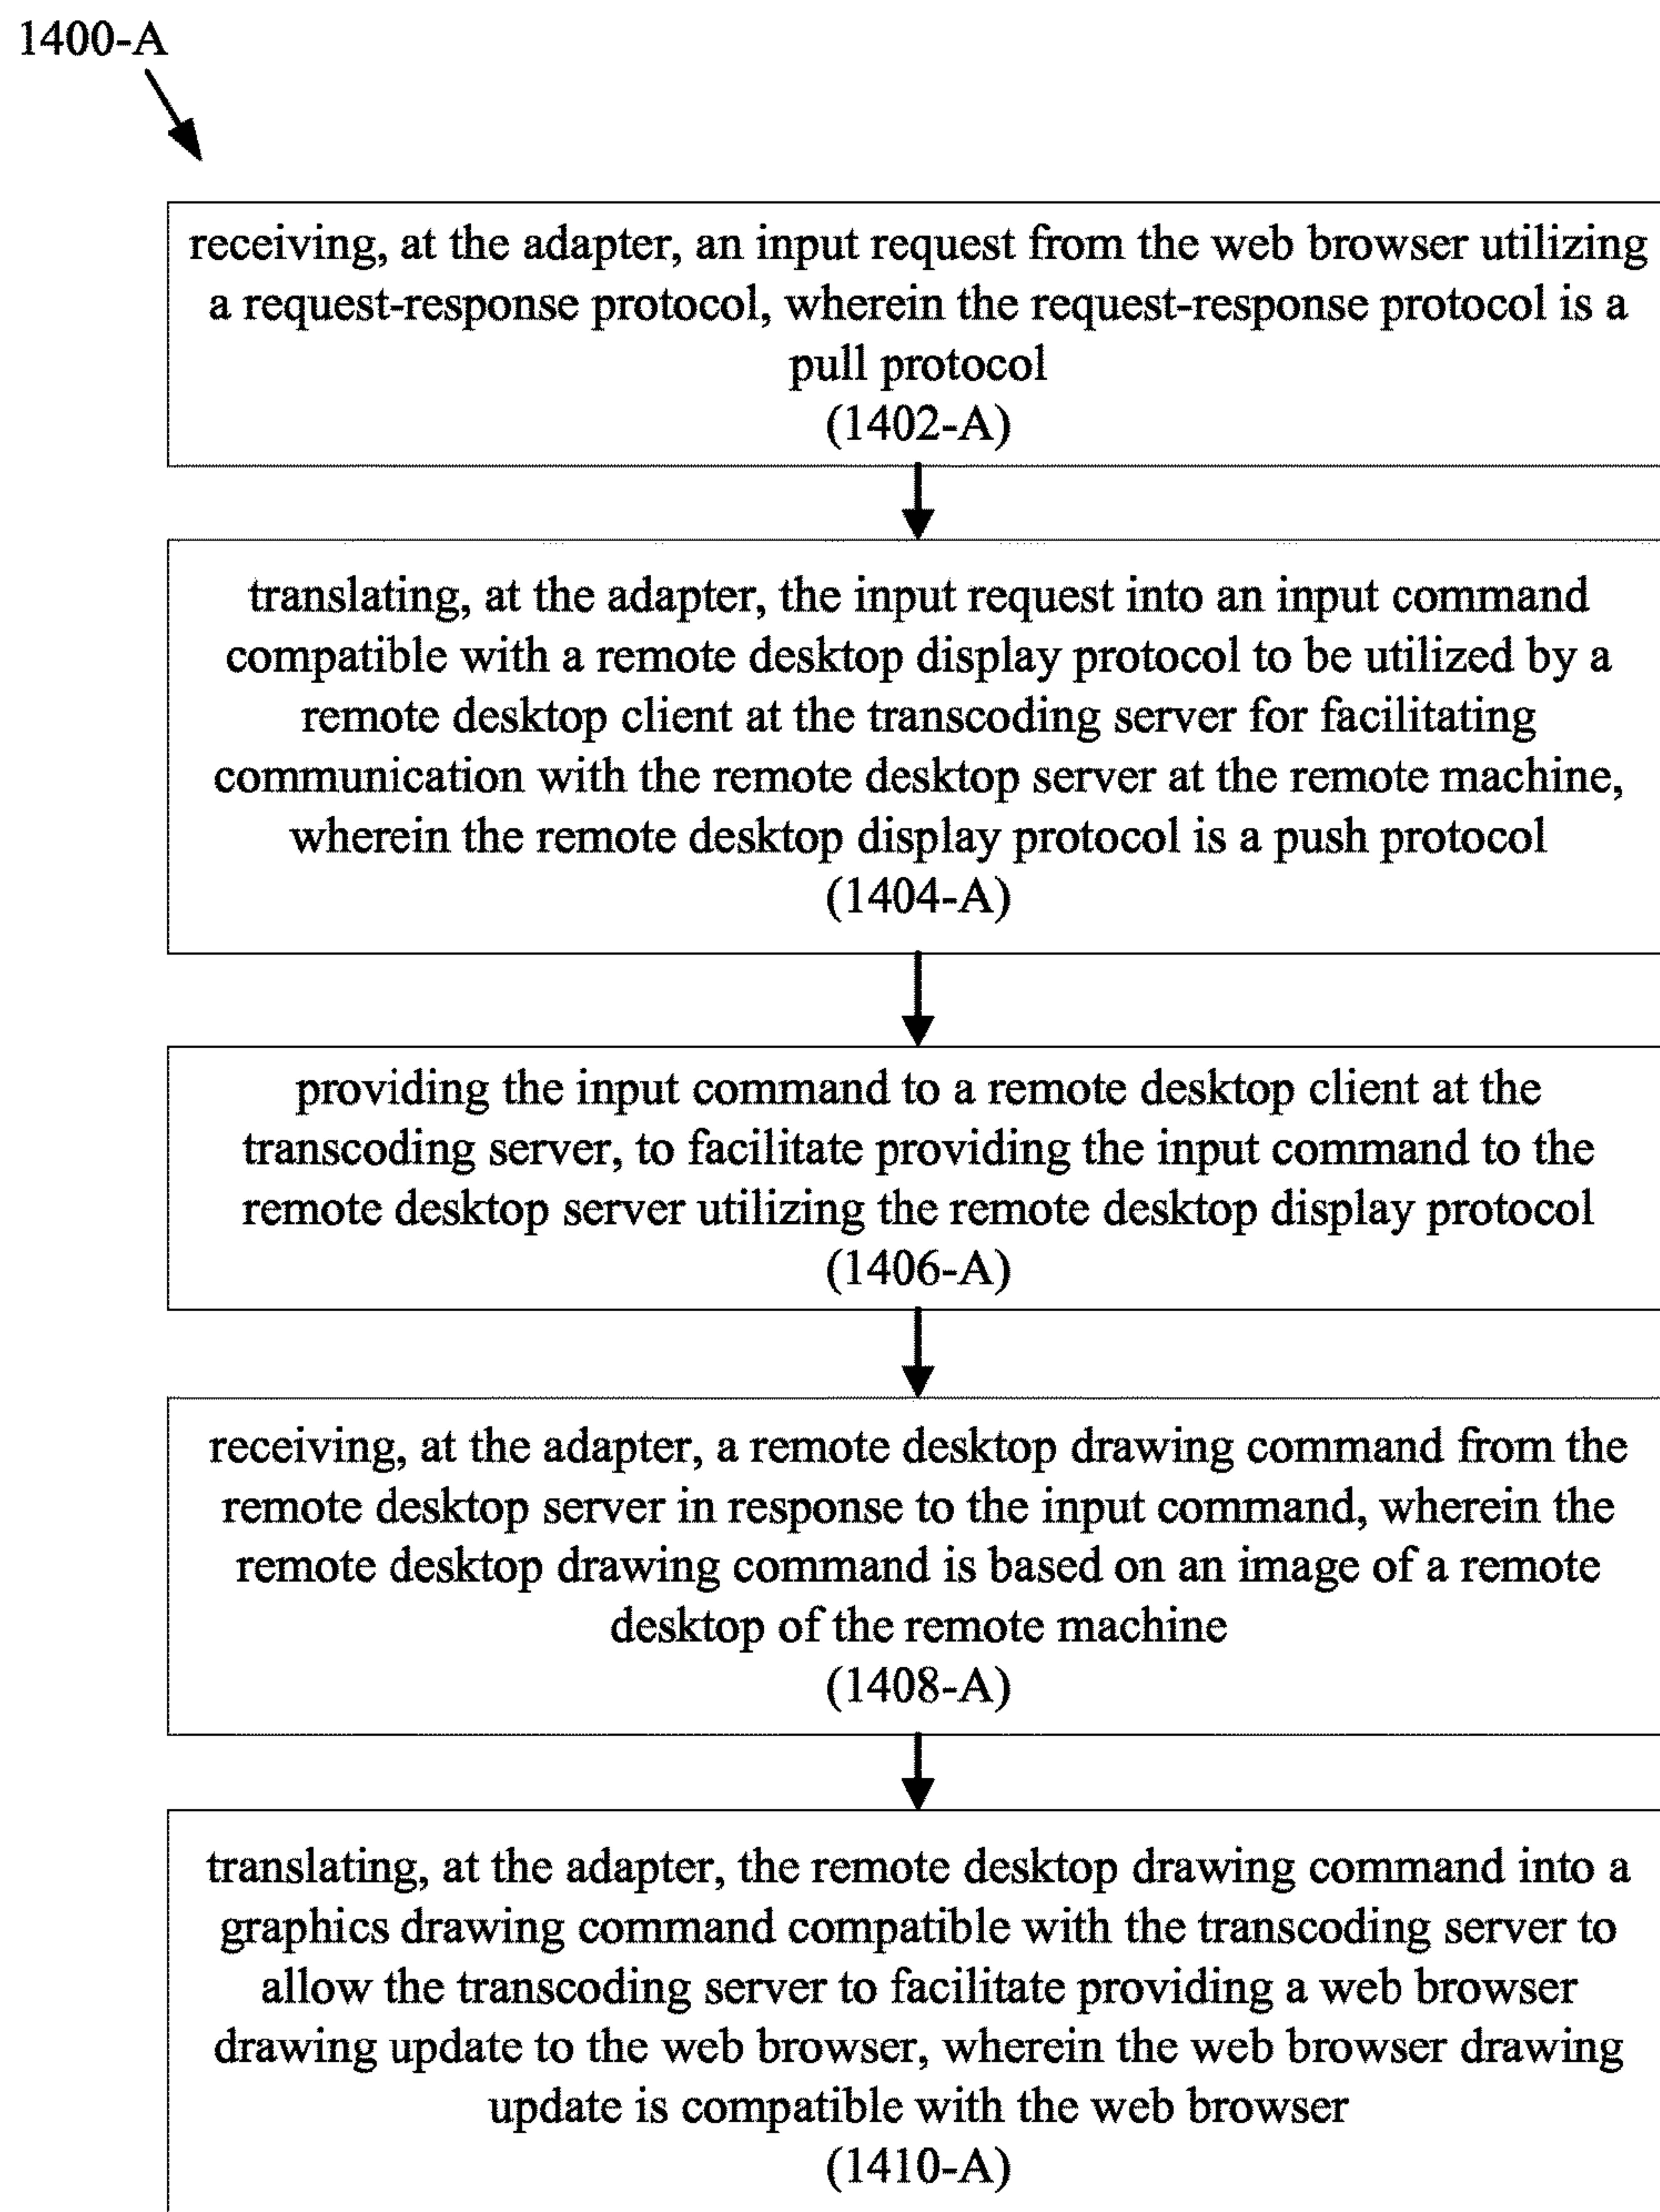 1400-A
receiving, at the adapter, an input request from the web browser utilizing
a request-response protocol, wherein the request-response protocol is a
pull protocol
(1402-A)
translating, at the adapter, the input request into an input command
compatible with a remote desktop display protocol to be utilized by a
remote desktop client at the transcoding server for facilitating
communication with the remote desktop server at the remote machine,
wherein the remote desktop display protocol is a push protocol
(1404-A)
providing the input command to a remote desktop client at the
transcoding server, to facilitate providing the input command to the
remote desktop server utilizing the remote desktop display protocol
(1406-A)
receiving, at the adapter, a remote desktop drawing command from the
remote desktop server in response to the input command, wherein the
remote desktop drawing command is based on an image of a remote
desktop of the remote machine
(1408-A)
translating, at the adapter, the remote desktop drawing command into a
graphics drawing command compatible with the transcoding server to
allow the transcoding server to facilitate providing a web browser
drawing update to the web browser, wherein the web browser drawing
update is compatible with the web browser
(1410-A)